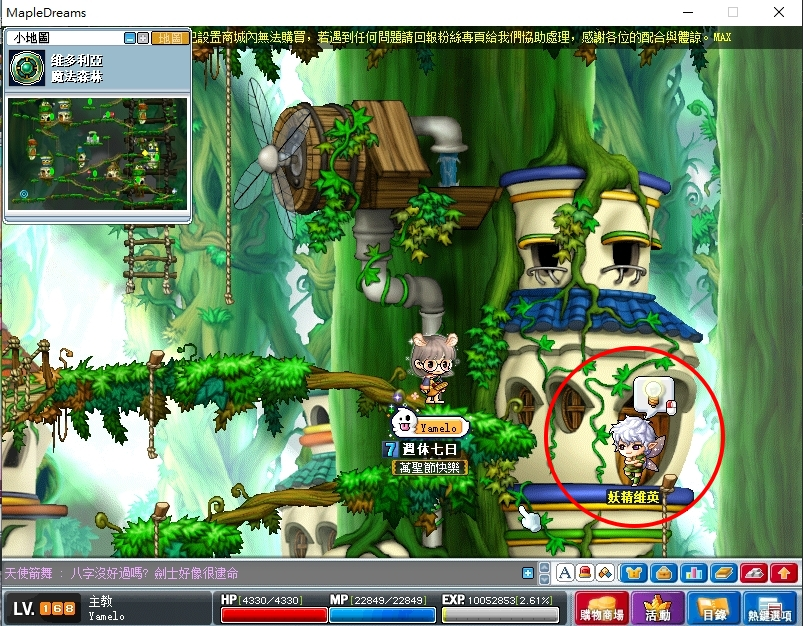 MapleDreams
小地圖
地圖
已設置商城內無法購買，若遇到任何問題請回報粉絲專頁給我們協助處理，感謝各位的配合與體諒。MAX
維多利亞
魔法森林
Yamelo
7 週休七日
萬聖節快樂
妖精維英
天使箭舞 : 八字沒好過嗎? 劍士好像很逮命
A
LV. 168
主教
Yamelo
HP[4330/4330]
MP[22849/22849]
EXP. 10052853[2.61%]
購物商場
活動
目錄
熱鍵選項